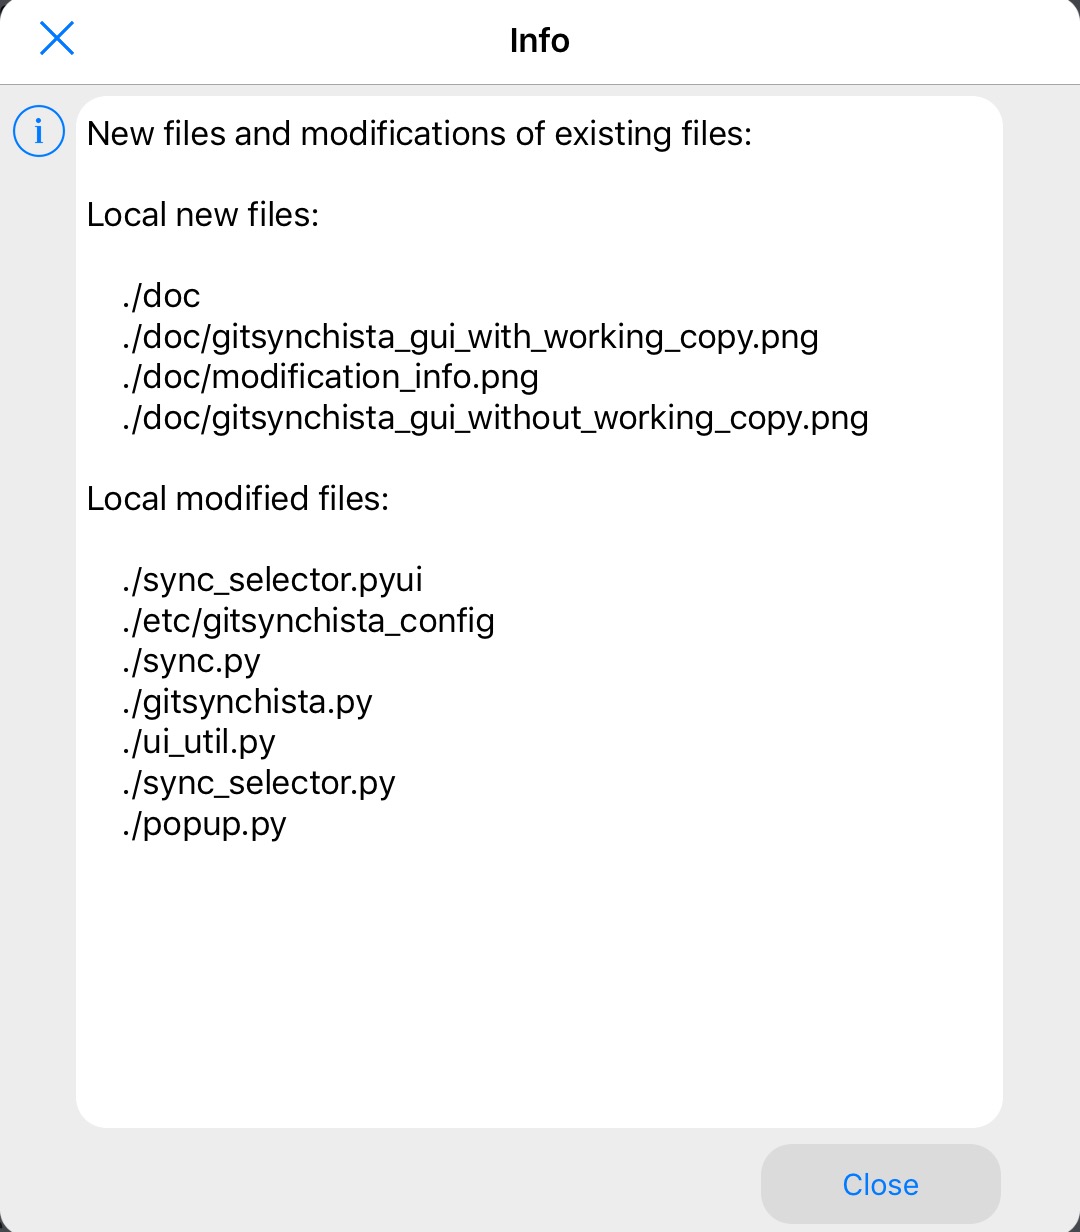 Info
i
New files and modifications of existing files:
Local new files:
./doc
./doc/gitsynchista_gui_with_working_copy.png
./doc/modification_info.png
./doc/gitsynchista_gui_without_working_copy.png
Local modified files:
./sync_selector.pyui
./etc/gitsynchista_config
./sync.py
./gitsynchista.py
./ui_util.py
./sync_selector.py
./popup.py
Close